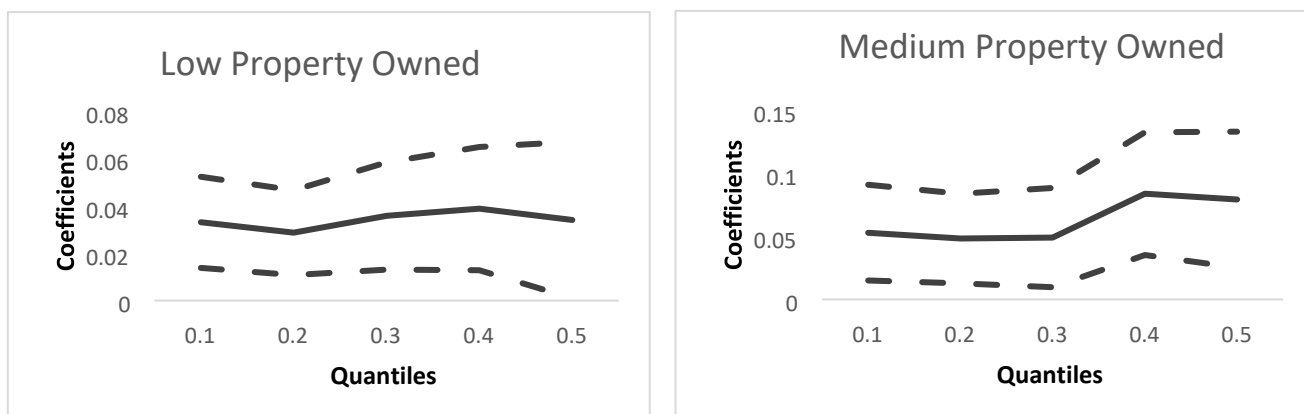 Low Property Owned
0.08
0.06
0.04
0.02
0
Coefficients
0.1 0.2 0.3 0.4 0.5
Quantiles
Medium Property Owned
0.15
0.1
0.05
0
Coefficients
0.1 0.2 0.3 0.4 0.5
Quantiles